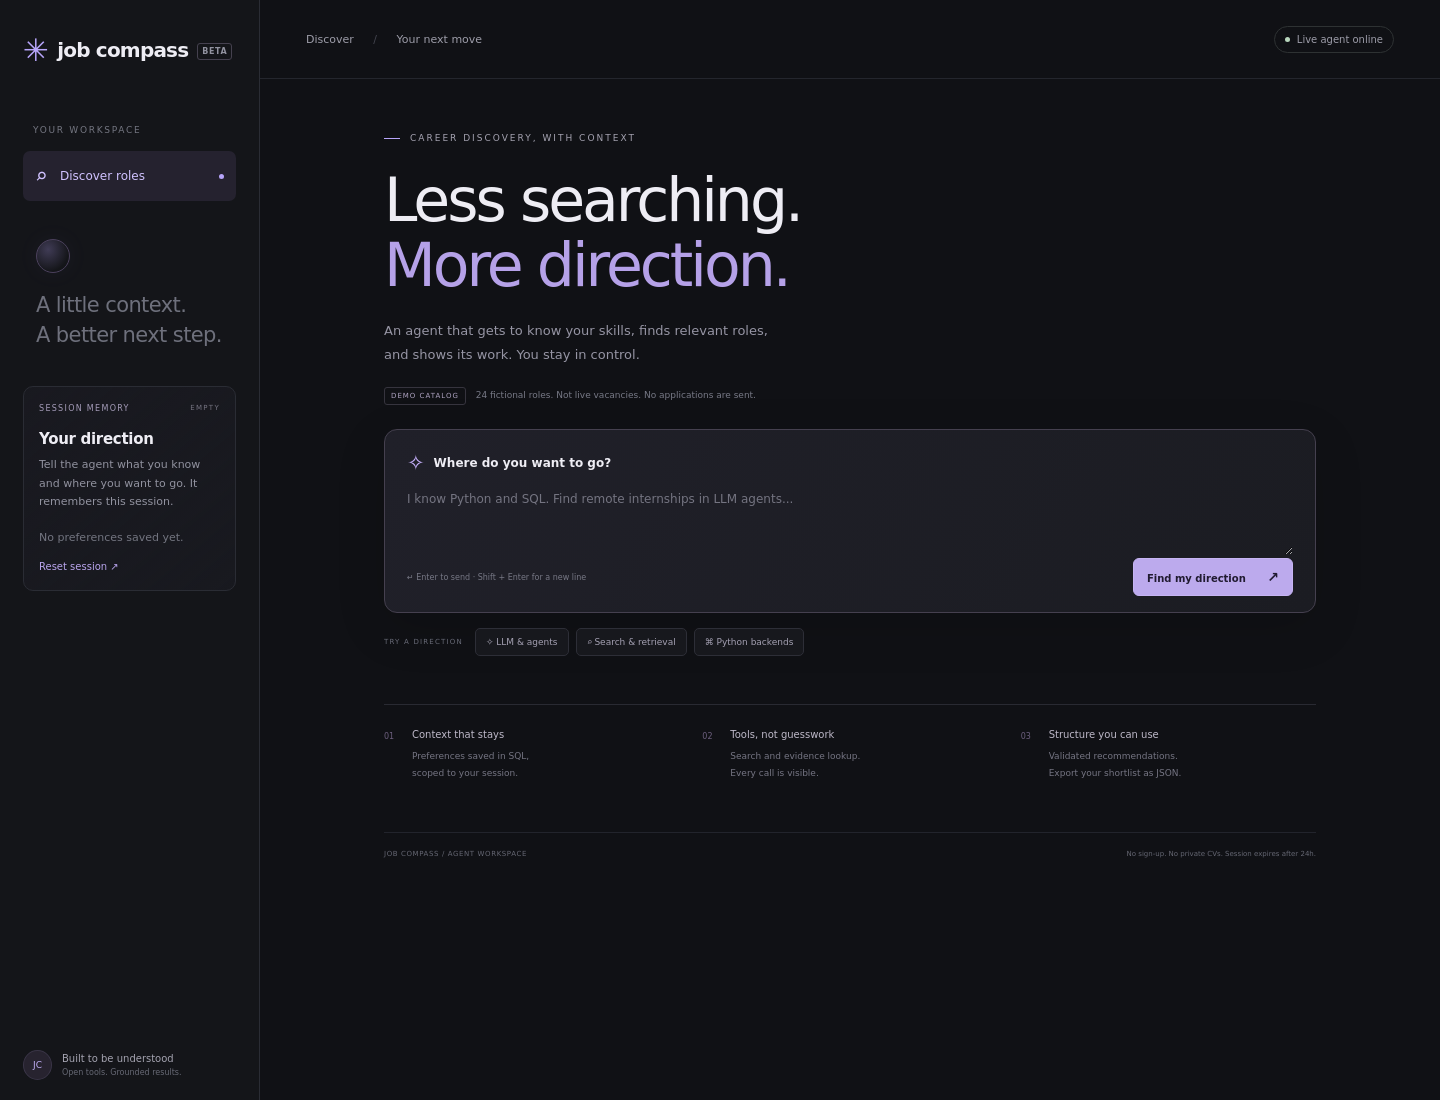 job compass BETA
YOUR WORKSPACE
Discover roles
A little context.
A better next step.
SESSION MEMORY EMPTY
Your direction
Tell the agent what you know
and where you want to go. It
remembers this session.
No preferences saved yet.
Reset session ↗
JC
Built to be understood
Open tools. Grounded results.
Discover / Your next move
Live agent online
CAREER DISCOVERY, WITH CONTEXT
Less searching.
More direction.
An agent that gets to know your skills, finds relevant roles,
and shows its work. You stay in control.
DEMO CATALOG 24 fictional roles. Not live vacancies. No applications are sent.
Where do you want to go?
I know Python and SQL. Find remote internships in LLM agents...
↵ Enter to send · Shift + Enter for a new line
Find my direction ↗
TRY A DIRECTION ✧ LLM & agents ⌕ Search & retrieval ⌘ Python backends
01 Context that stays
Preferences saved in SQL,
scoped to your session.
02 Tools, not guesswork
Search and evidence lookup.
Every call is visible.
03 Structure you can use
Validated recommendations.
Export your shortlist as JSON.
JOB COMPASS / AGENT WORKSPACE
No sign-up. No private CVs. Session expires after 24h.